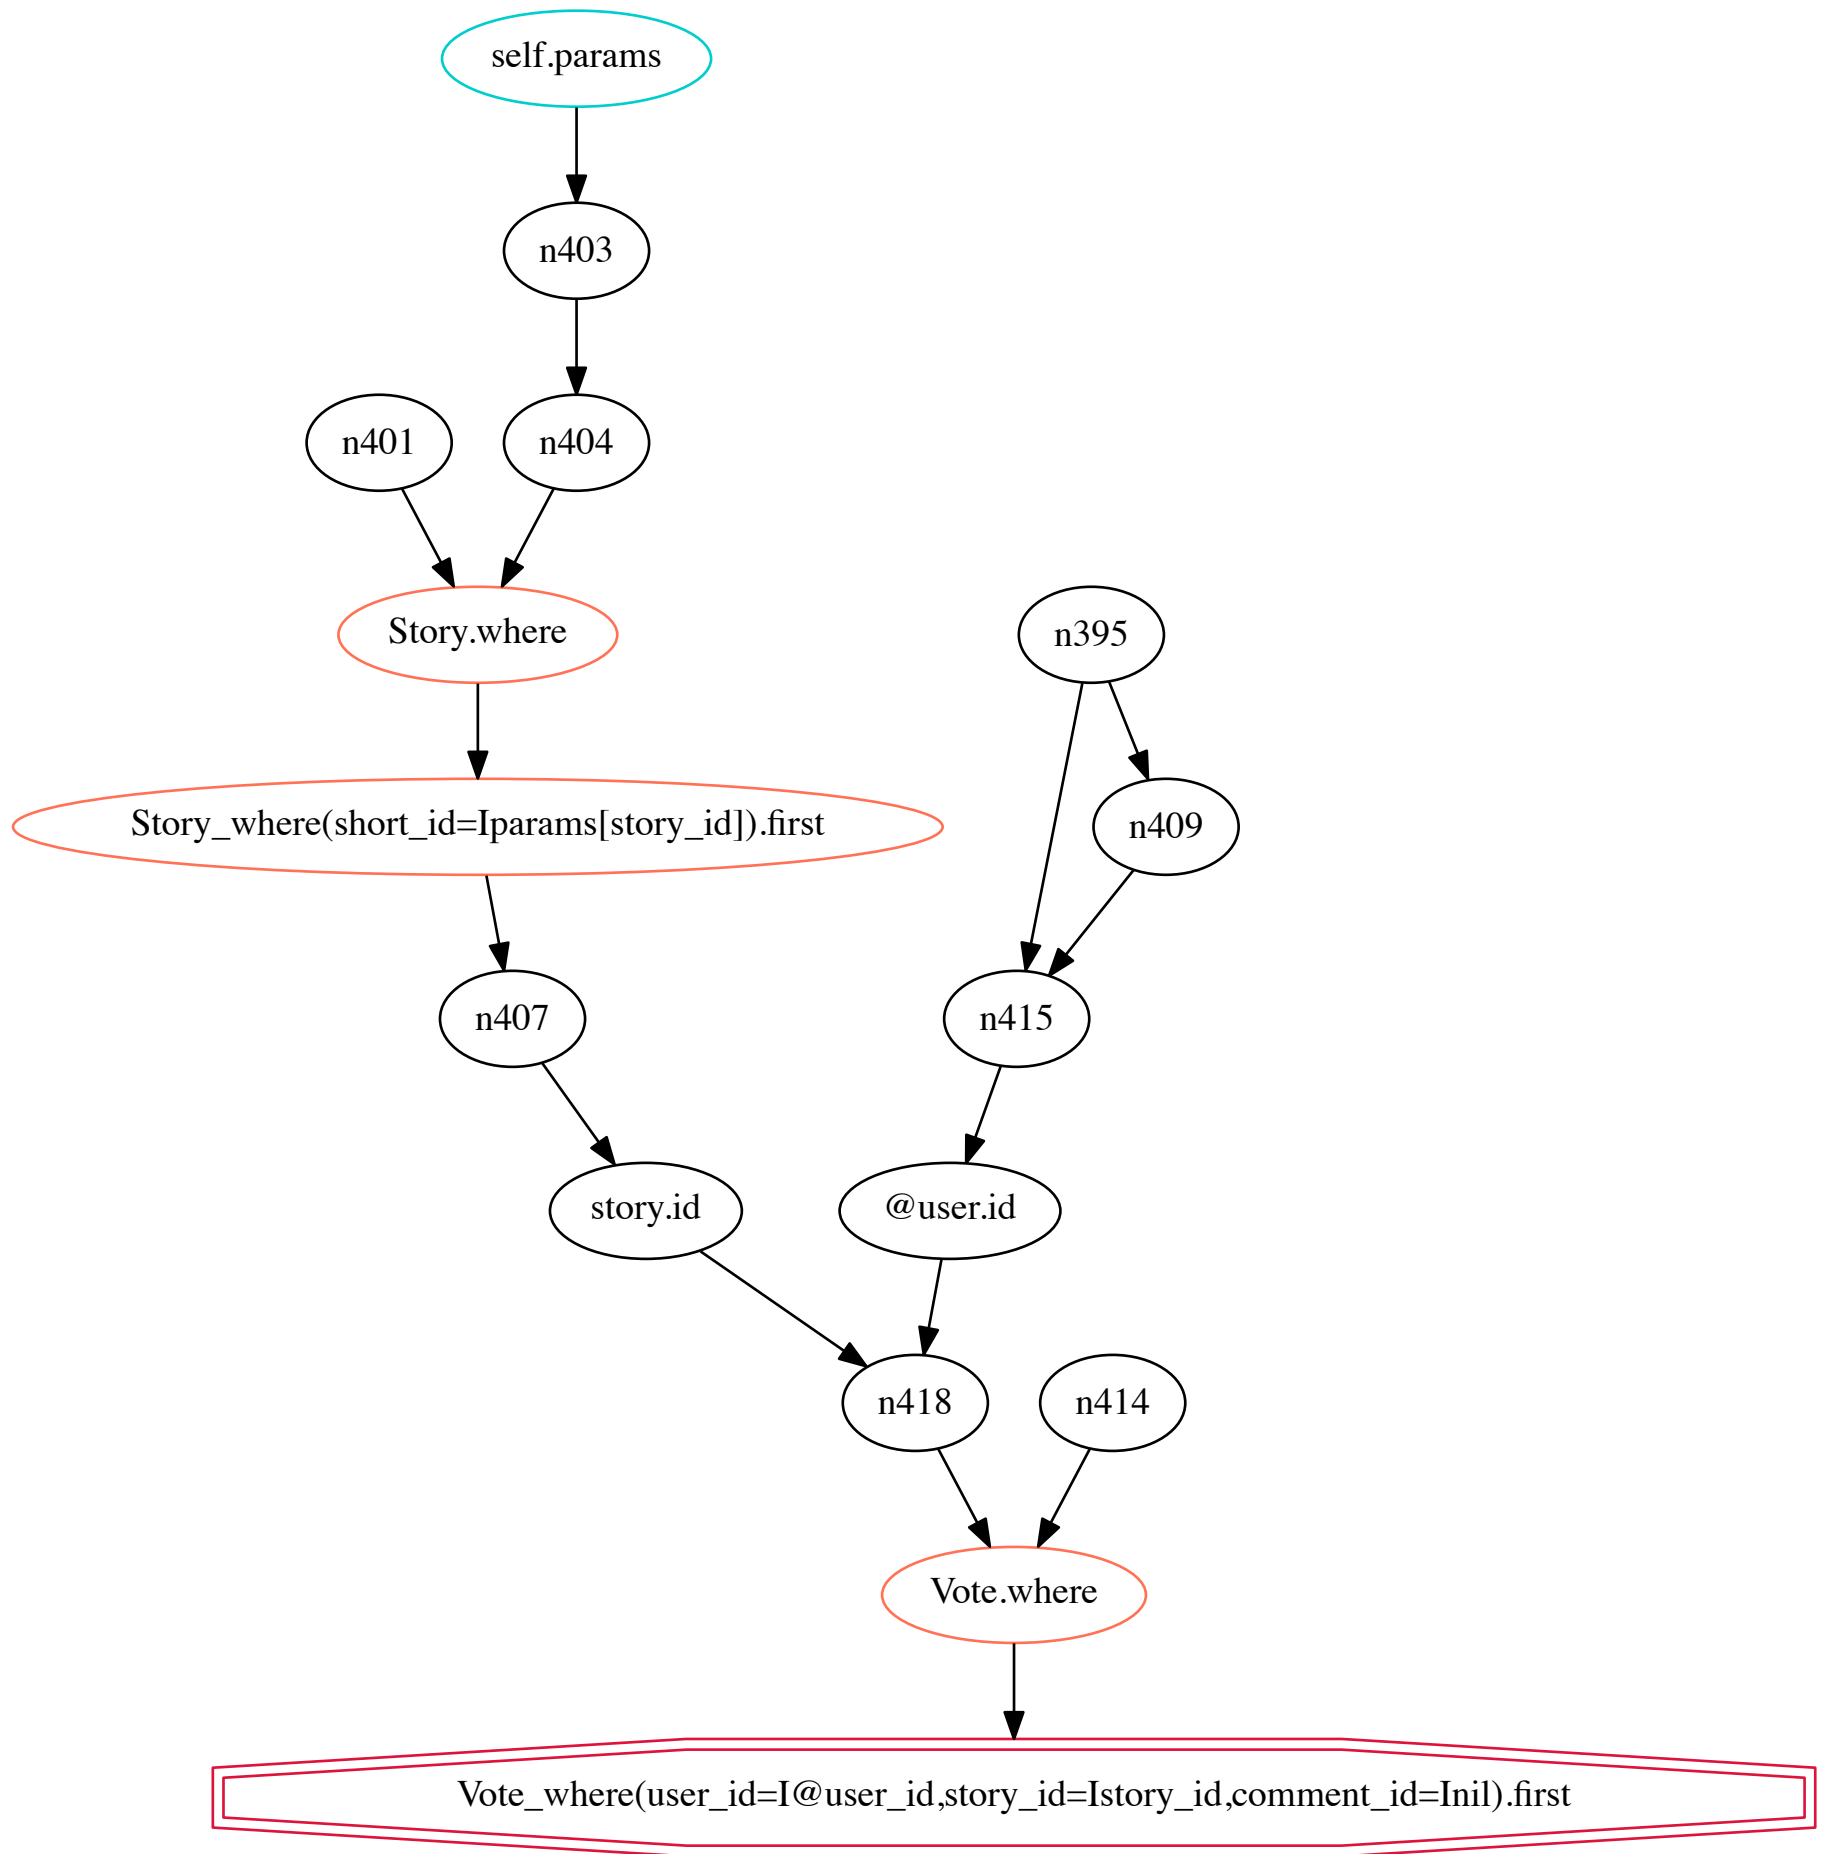 self.params
n403
n401
n404
Story.where
n395
Story_where(short_id=Iparams[story_id]).first
n409
n407
n415
story.id
@user.id
n418
n414
Vote.where
Vote_where(user_id=I@user_id,story_id=Istory_id,comment_id=Inil).first